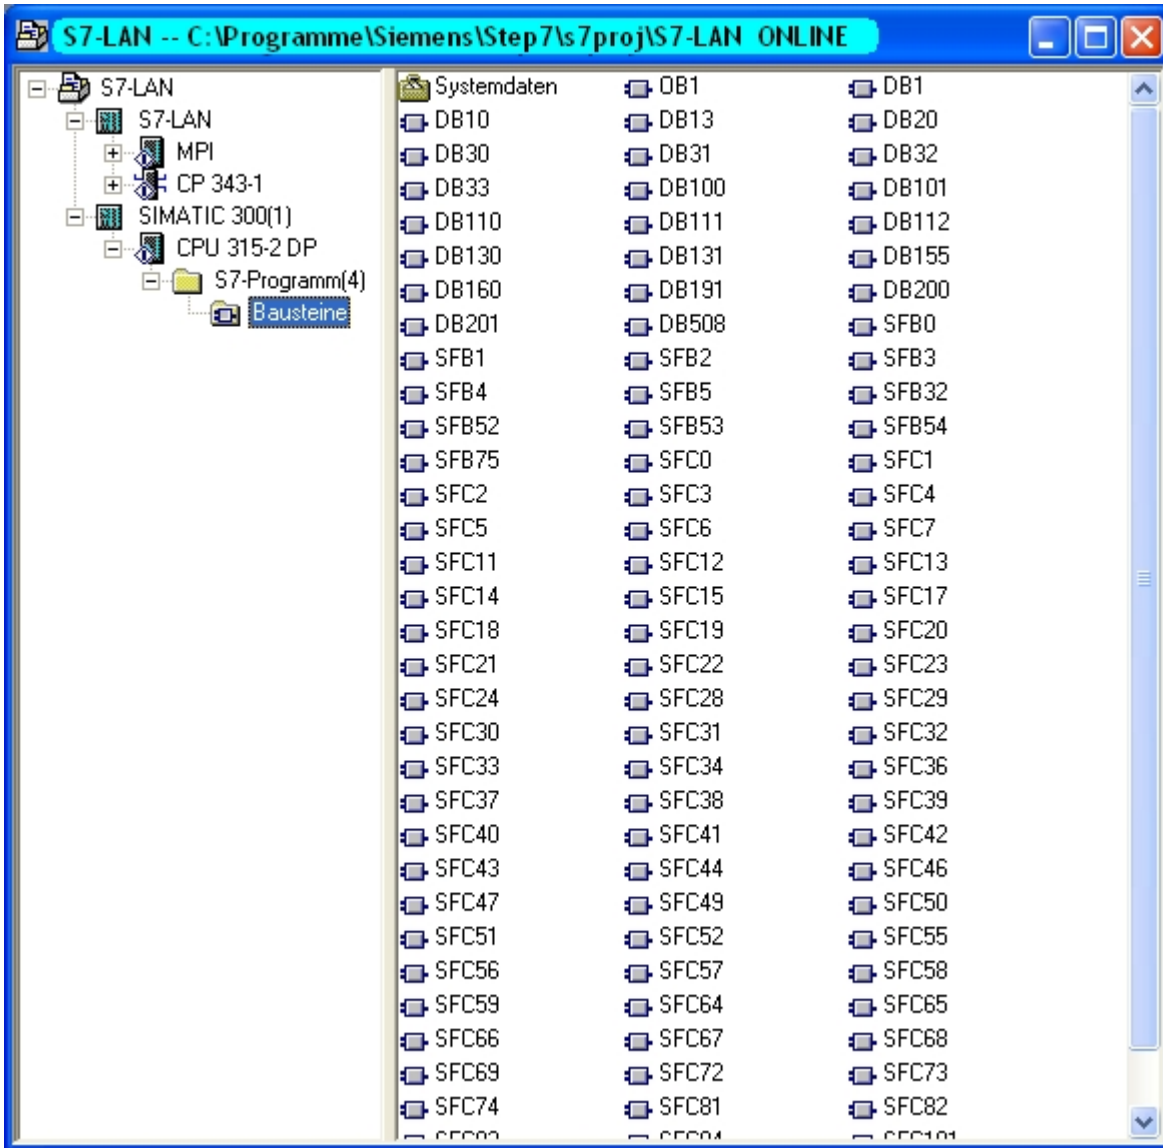 S7-LAN -- C:\Programme\Siemens\Step7\s7proj\S7-LAN ONLINE
S7-LAN
S7-LAN
MPI
CP 343-1
SIMATIC 300(1)
CPU 315-2 DP
S7-Programm(4)
Bausteine
Systemdaten OB1 DB1
DB10 DB13 DB20
DB30 DB31 DB32
DB33 DB100 DB101
DB110 DB111 DB112
DB130 DB131 DB155
DB160 DB191 DB200
DB201 DB508 SFB0
SFB1 SFB2 SFB3
SFB4 SFB5 SFB32
SFB52 SFB53 SFB54
SFB75 SFC0 SFC1
SFC2 SFC3 SFC4
SFC5 SFC6 SFC7
SFC11 SFC12 SFC13
SFC14 SFC15 SFC17
SFC18 SFC19 SFC20
SFC21 SFC22 SFC23
SFC24 SFC28 SFC29
SFC30 SFC31 SFC32
SFC33 SFC34 SFC36
SFC37 SFC38 SFC39
SFC40 SFC41 SFC42
SFC43 SFC44 SFC46
SFC47 SFC49 SFC50
SFC51 SFC52 SFC55
SFC56 SFC57 SFC58
SFC59 SFC64 SFC65
SFC66 SFC67 SFC68
SFC69 SFC72 SFC73
SFC74 SFC81 SFC82